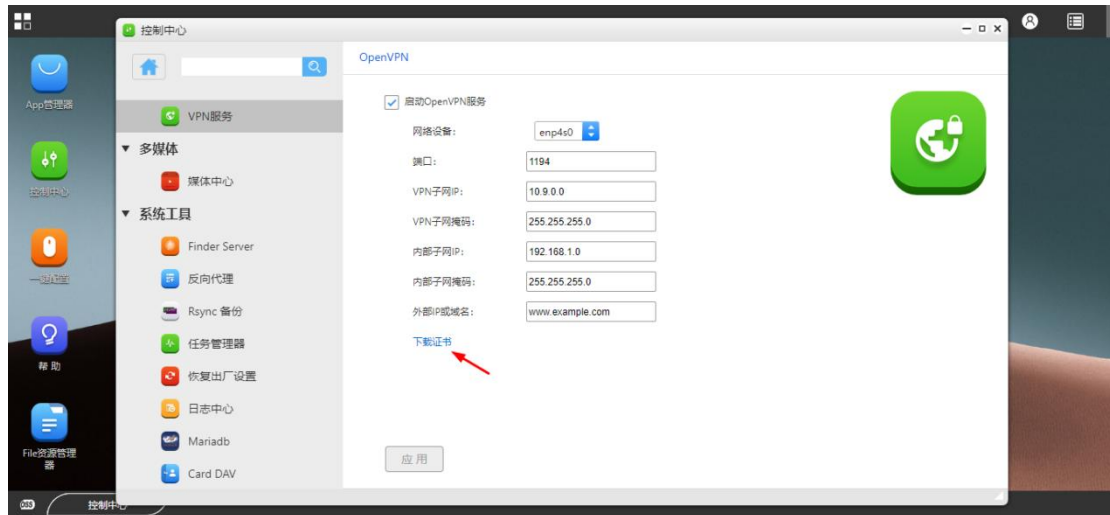 控制中心
App管理器
控制中心
一键配置
帮 助
File资源管理
器
VPN服务
多媒体
媒体中心
系统工具
Finder Server
反向代理
Rsync 备份
任务管理器
恢复出厂设置
日志中心
Mariadb
Card DAV
OpenVPN
启动OpenVPN服务
网络设备: enp4s0
端口: 1194
VPN子网IP: 10.9.0.0
VPN子网掩码: 255.255.255.0
内部子网IP: 192.168.1.0
内部子网掩码: 255.255.255.0
外部IP或域名: www.example.com
下载证书
应 用
控制中心